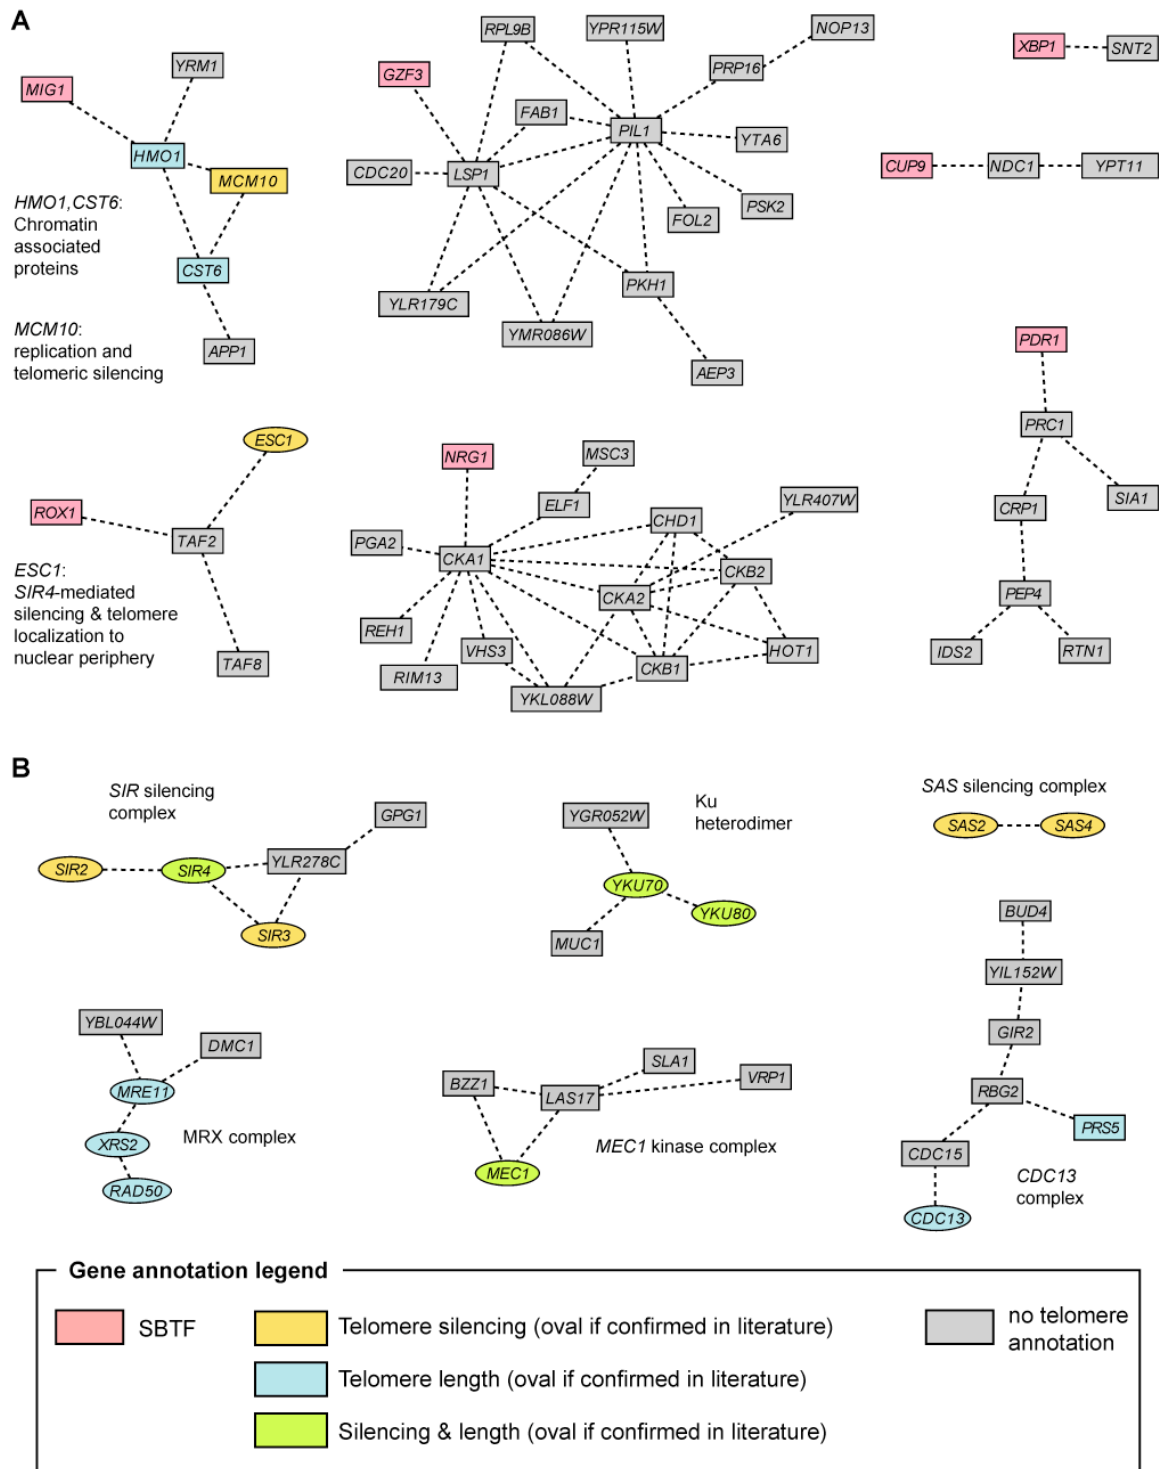 A
RPL9B
YPR115W
NOP13
XBP1
SNT2
YRM1
MIG1
GZF3
PRP16
FAB1
PIL1
YTA6
HMO1
MCM10
CDC20
LSP1
CUP9
NDC1
YPT11
HMO1,CST6:
Chromatin
associated
proteins
PSK2
FOL2
CST6
PKH1
YLR179C
YMR086W
MCM10:
replication and
telomeric silencing
APP1
AEP3
PDR1
PRC1
SIA1
CRP1
PEP4
IDS2
RTN1
ESC1
ROX1
TAF2
ESC1:
SIR4-mediated
silencing & telomere
localization to
nuclear periphery
TAF8
NRG1
MSC3
YLR407W
ELF1
CHD1
PGA2
CKA1
CKB2
CKA2
REH1
VHS3
HOT1
RIM13
CKB1
YKL088W
B
SIR silencing
complex
GPG1
YLR278C
SIR2
SIR4
SIR3
YGR052W
Ku
heterodimer
YKU70
YKU80
MUC1
SAS silencing complex
SAS2
SAS4
BUD4
YIL152W
GIR2
RBG2
PRS5
CDC15
CDC13
complex
CDC13
YBL044W
DMC1
MRE11
XRS2
MRX complex
RAD50
SLA1
BZZ1
VRP1
LAS17
MEC1 kinase complex
MEC1
Gene annotation legend
SBTF
Telomere silencing (oval if confirmed in literature)
no telomere
annotation
Telomere length (oval if confirmed in literature)
Silencing & length (oval if confirmed in literature)